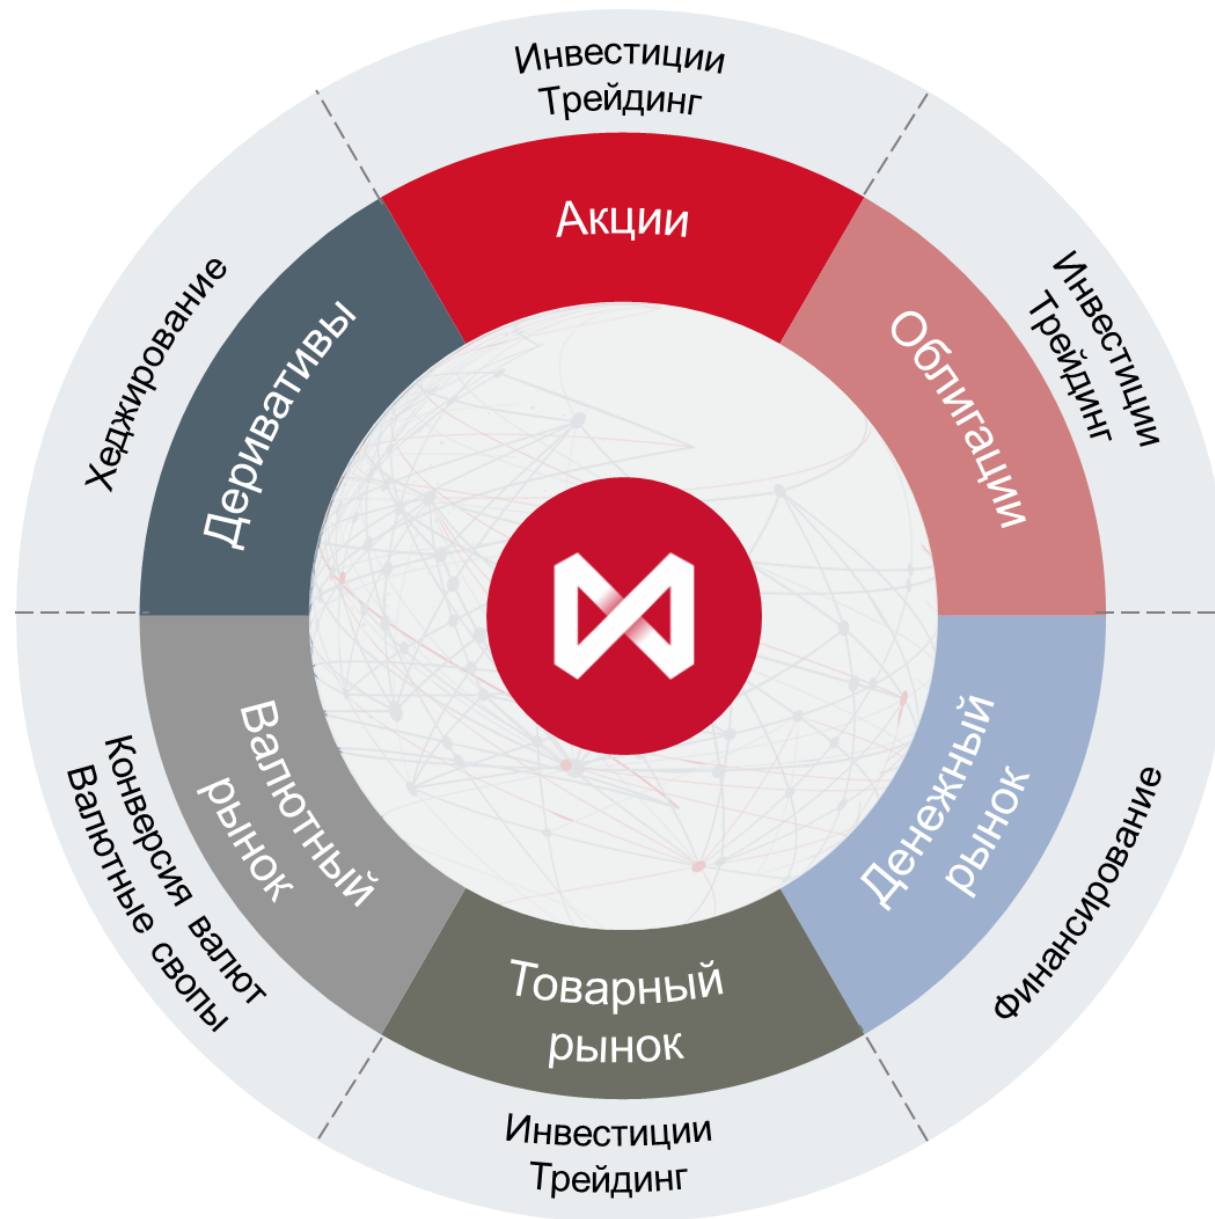 Инвестиции
Трейдинг
Акции
Инвестиции
Трейдинг
Облигации
Денежный
рынок
Финансирование
Товарный
рынок
Инвестиции
Трейдинг
Валютный
рынок
Конверсия валют
Валютные свопы
Деривативы
Хеджирование